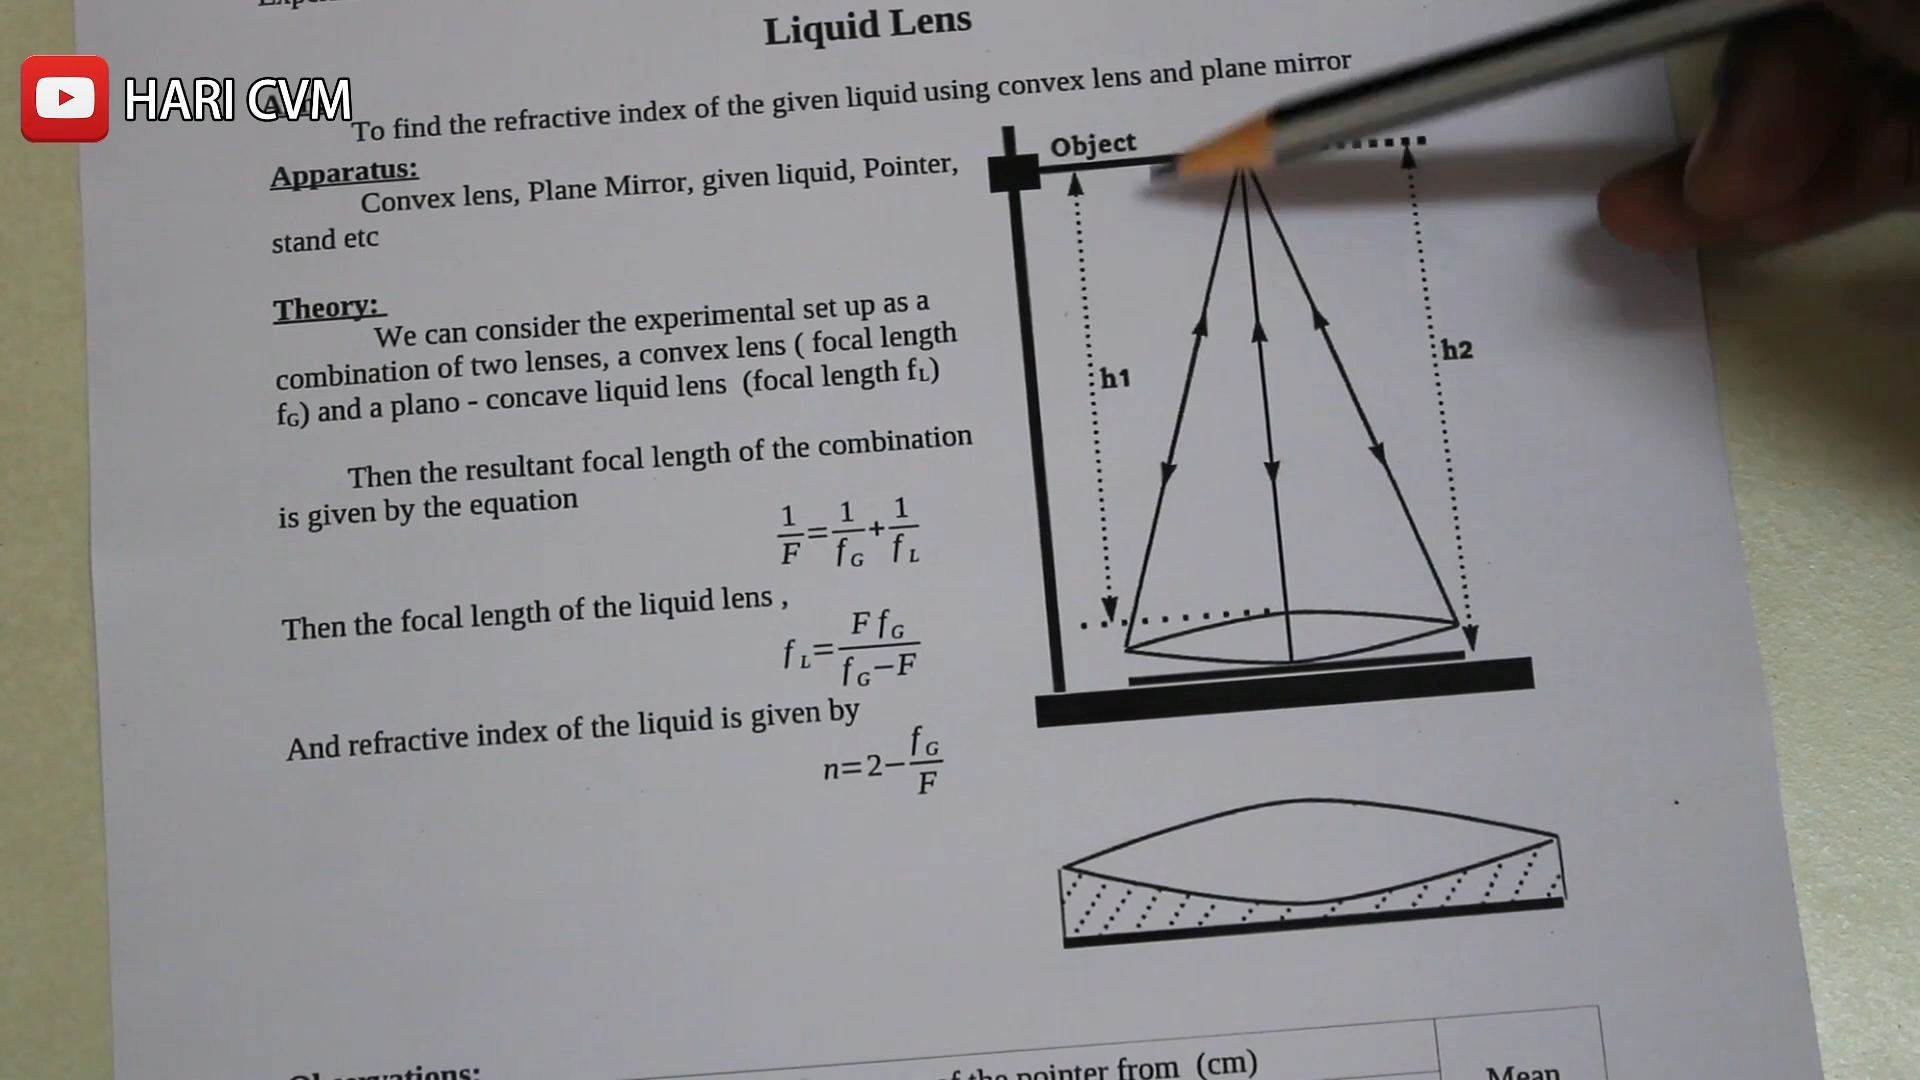 Liquid Lens
HARI CVM
To find the refractive index of the given liquid using convex lens and plane mirror
Apparatus:
Convex lens, Plane Mirror, given liquid, Pointer,
stand etc
Theory:
We can consider the experimental set up as a
combination of two lenses, a convex lens ( focal length
fG) and a plano - concave liquid lens (focal length fL)
Then the resultant focal length of the combination
is given by the equation
1/F = 1/fG + 1/fL
Then the focal length of the liquid lens ,
fL = F fG / fG − F
And refractive index of the liquid is given by
n = 2 − fG/F
Object
h1
h2
Observations:
the pointer from (cm)
Mean